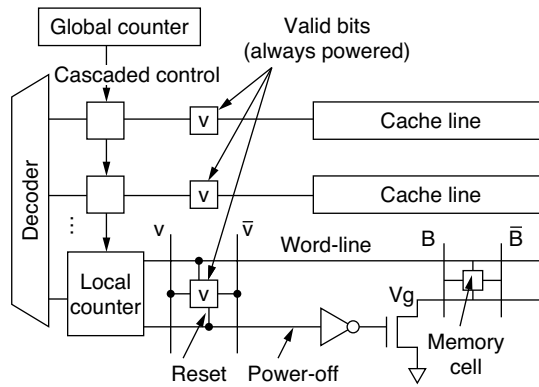 Global counter
Valid bits
(always powered)
Cascaded control
V
Cache line
V
Cache line
Decoder
⋮
V
V̅
Word-line
B
B̅
Local
counter
V
Vg
Reset
Power-off
Memory
cell